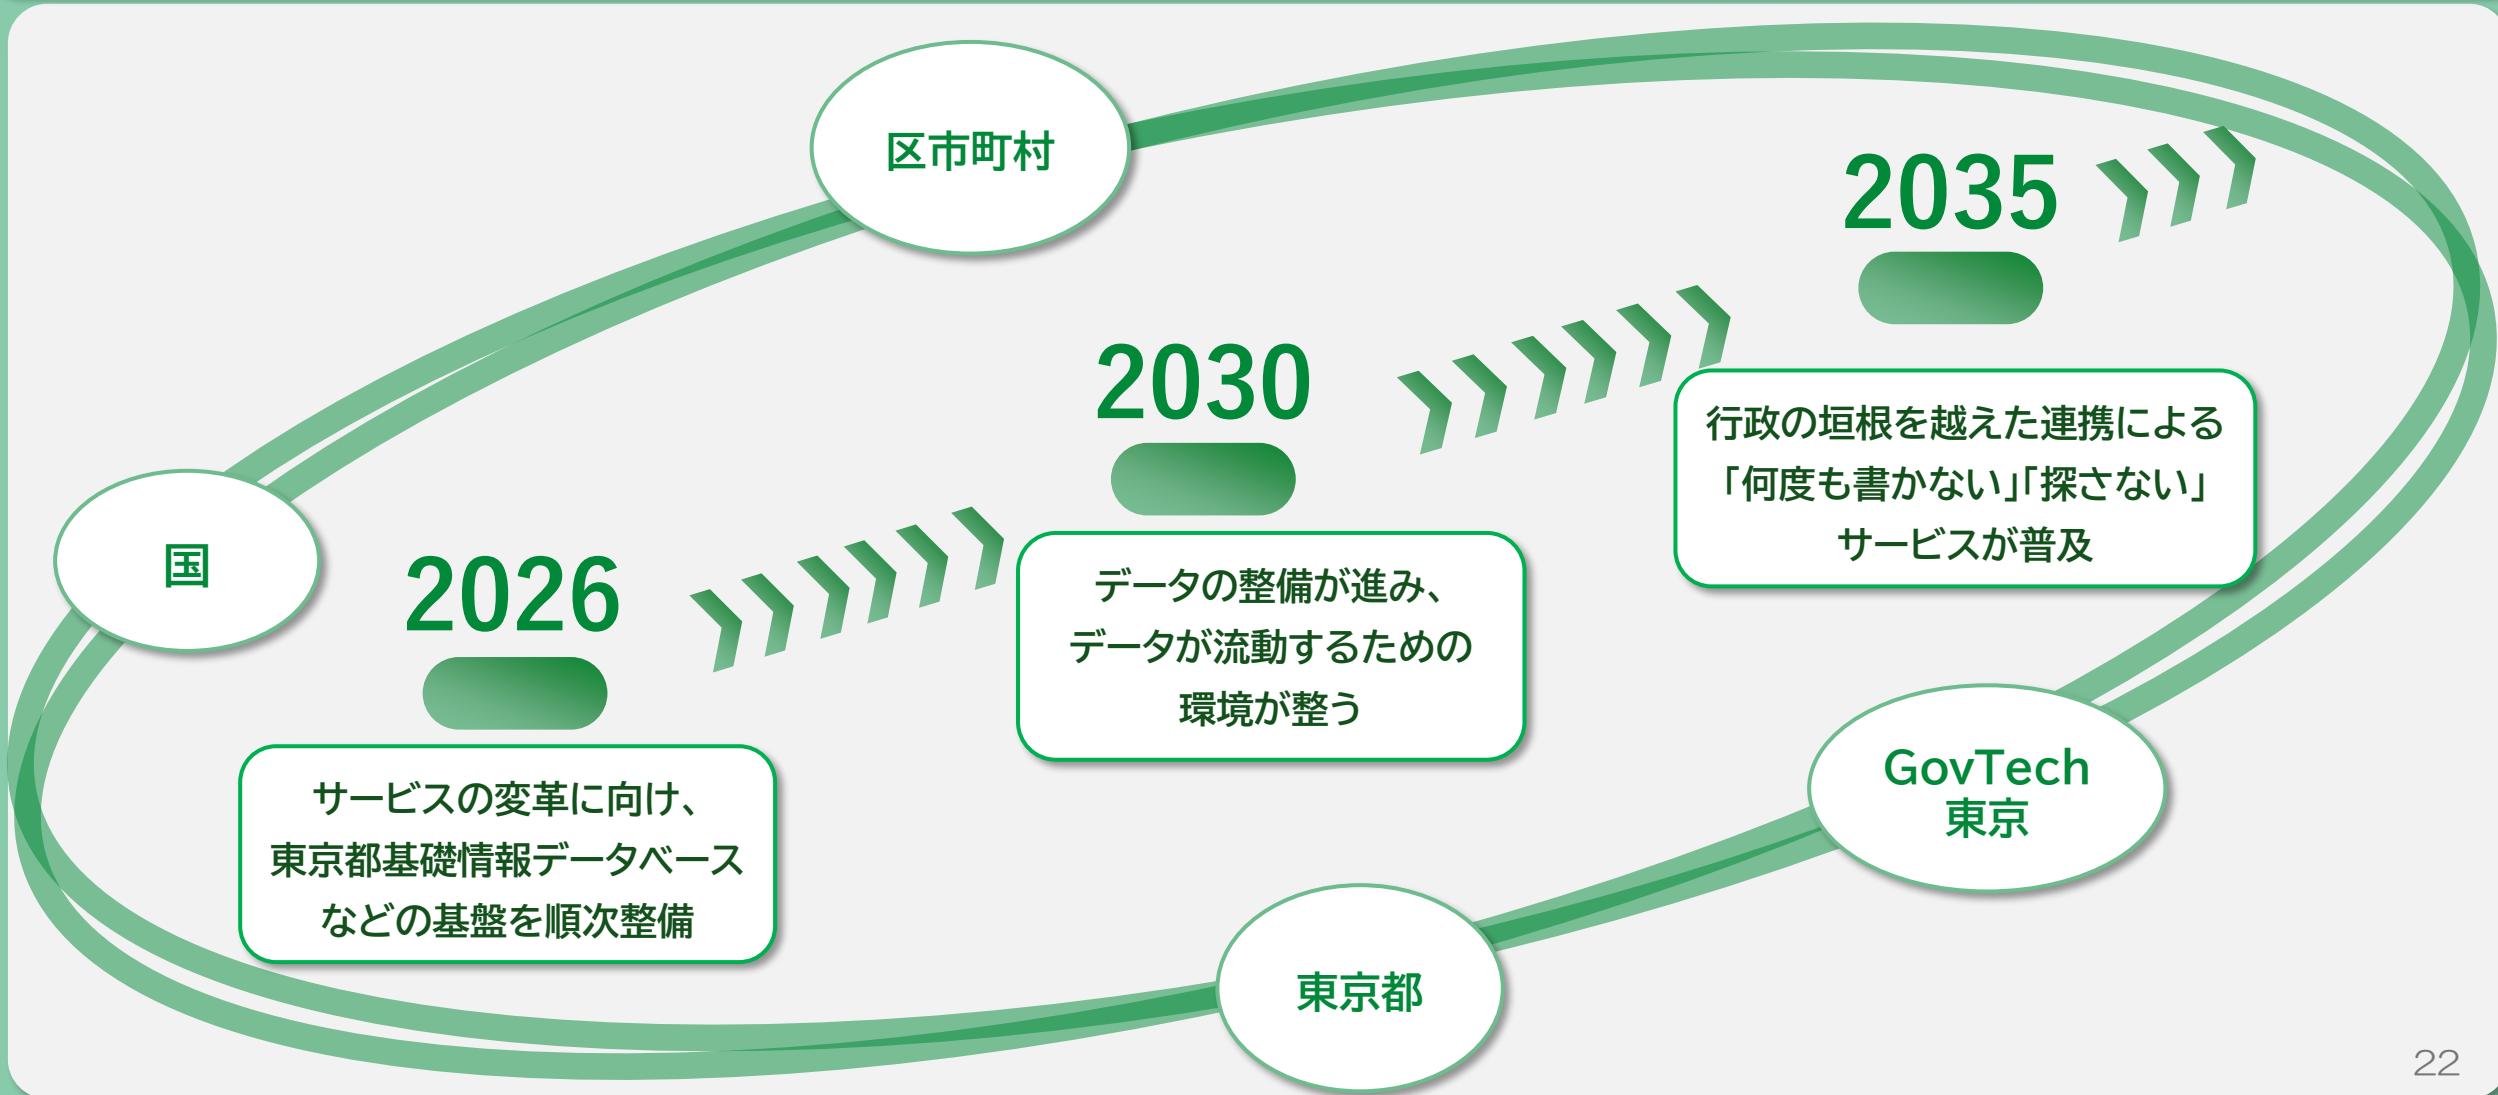 区市町村
2035
行政の垣根を越えた連携による
「何度も書かない」「探さない」
サービスが普及
2030
データの整備が進み、
データが流動するための
環境が整う
国
2026
サービスの変革に向け、
東京都基礎情報データベース
などの基盤を順次整備
GovTech
東京
東京都
22